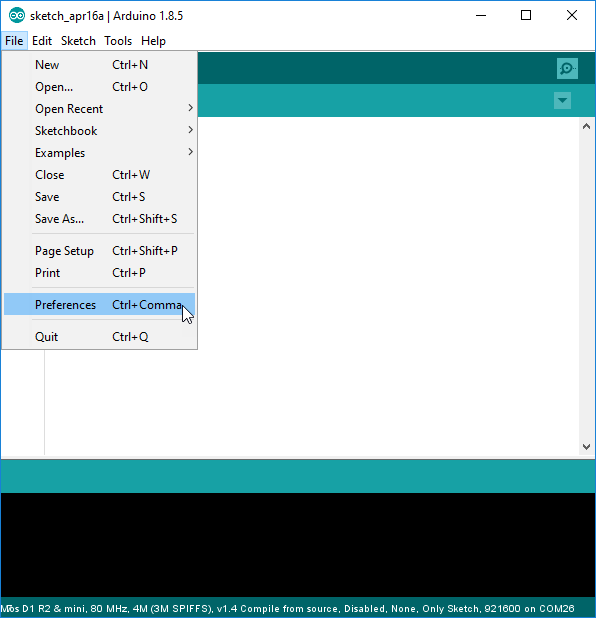 sketch_apr16a | Arduino 1.8.5
File Edit Sketch Tools Help
New Ctrl+N
Open... Ctrl+O
Open Recent
Sketchbook
Examples
Close Ctrl+W
Save Ctrl+S
Save As... Ctrl+Shift+S
Page Setup Ctrl+Shift+P
Print Ctrl+P
Preferences Ctrl+Comma
Quit Ctrl+Q
D1 R2 & mini, 80 MHz, 4M (3M SPIFFS), v1.4 Compile from source, Disabled, None, Only Sketch, 921600 on COM26